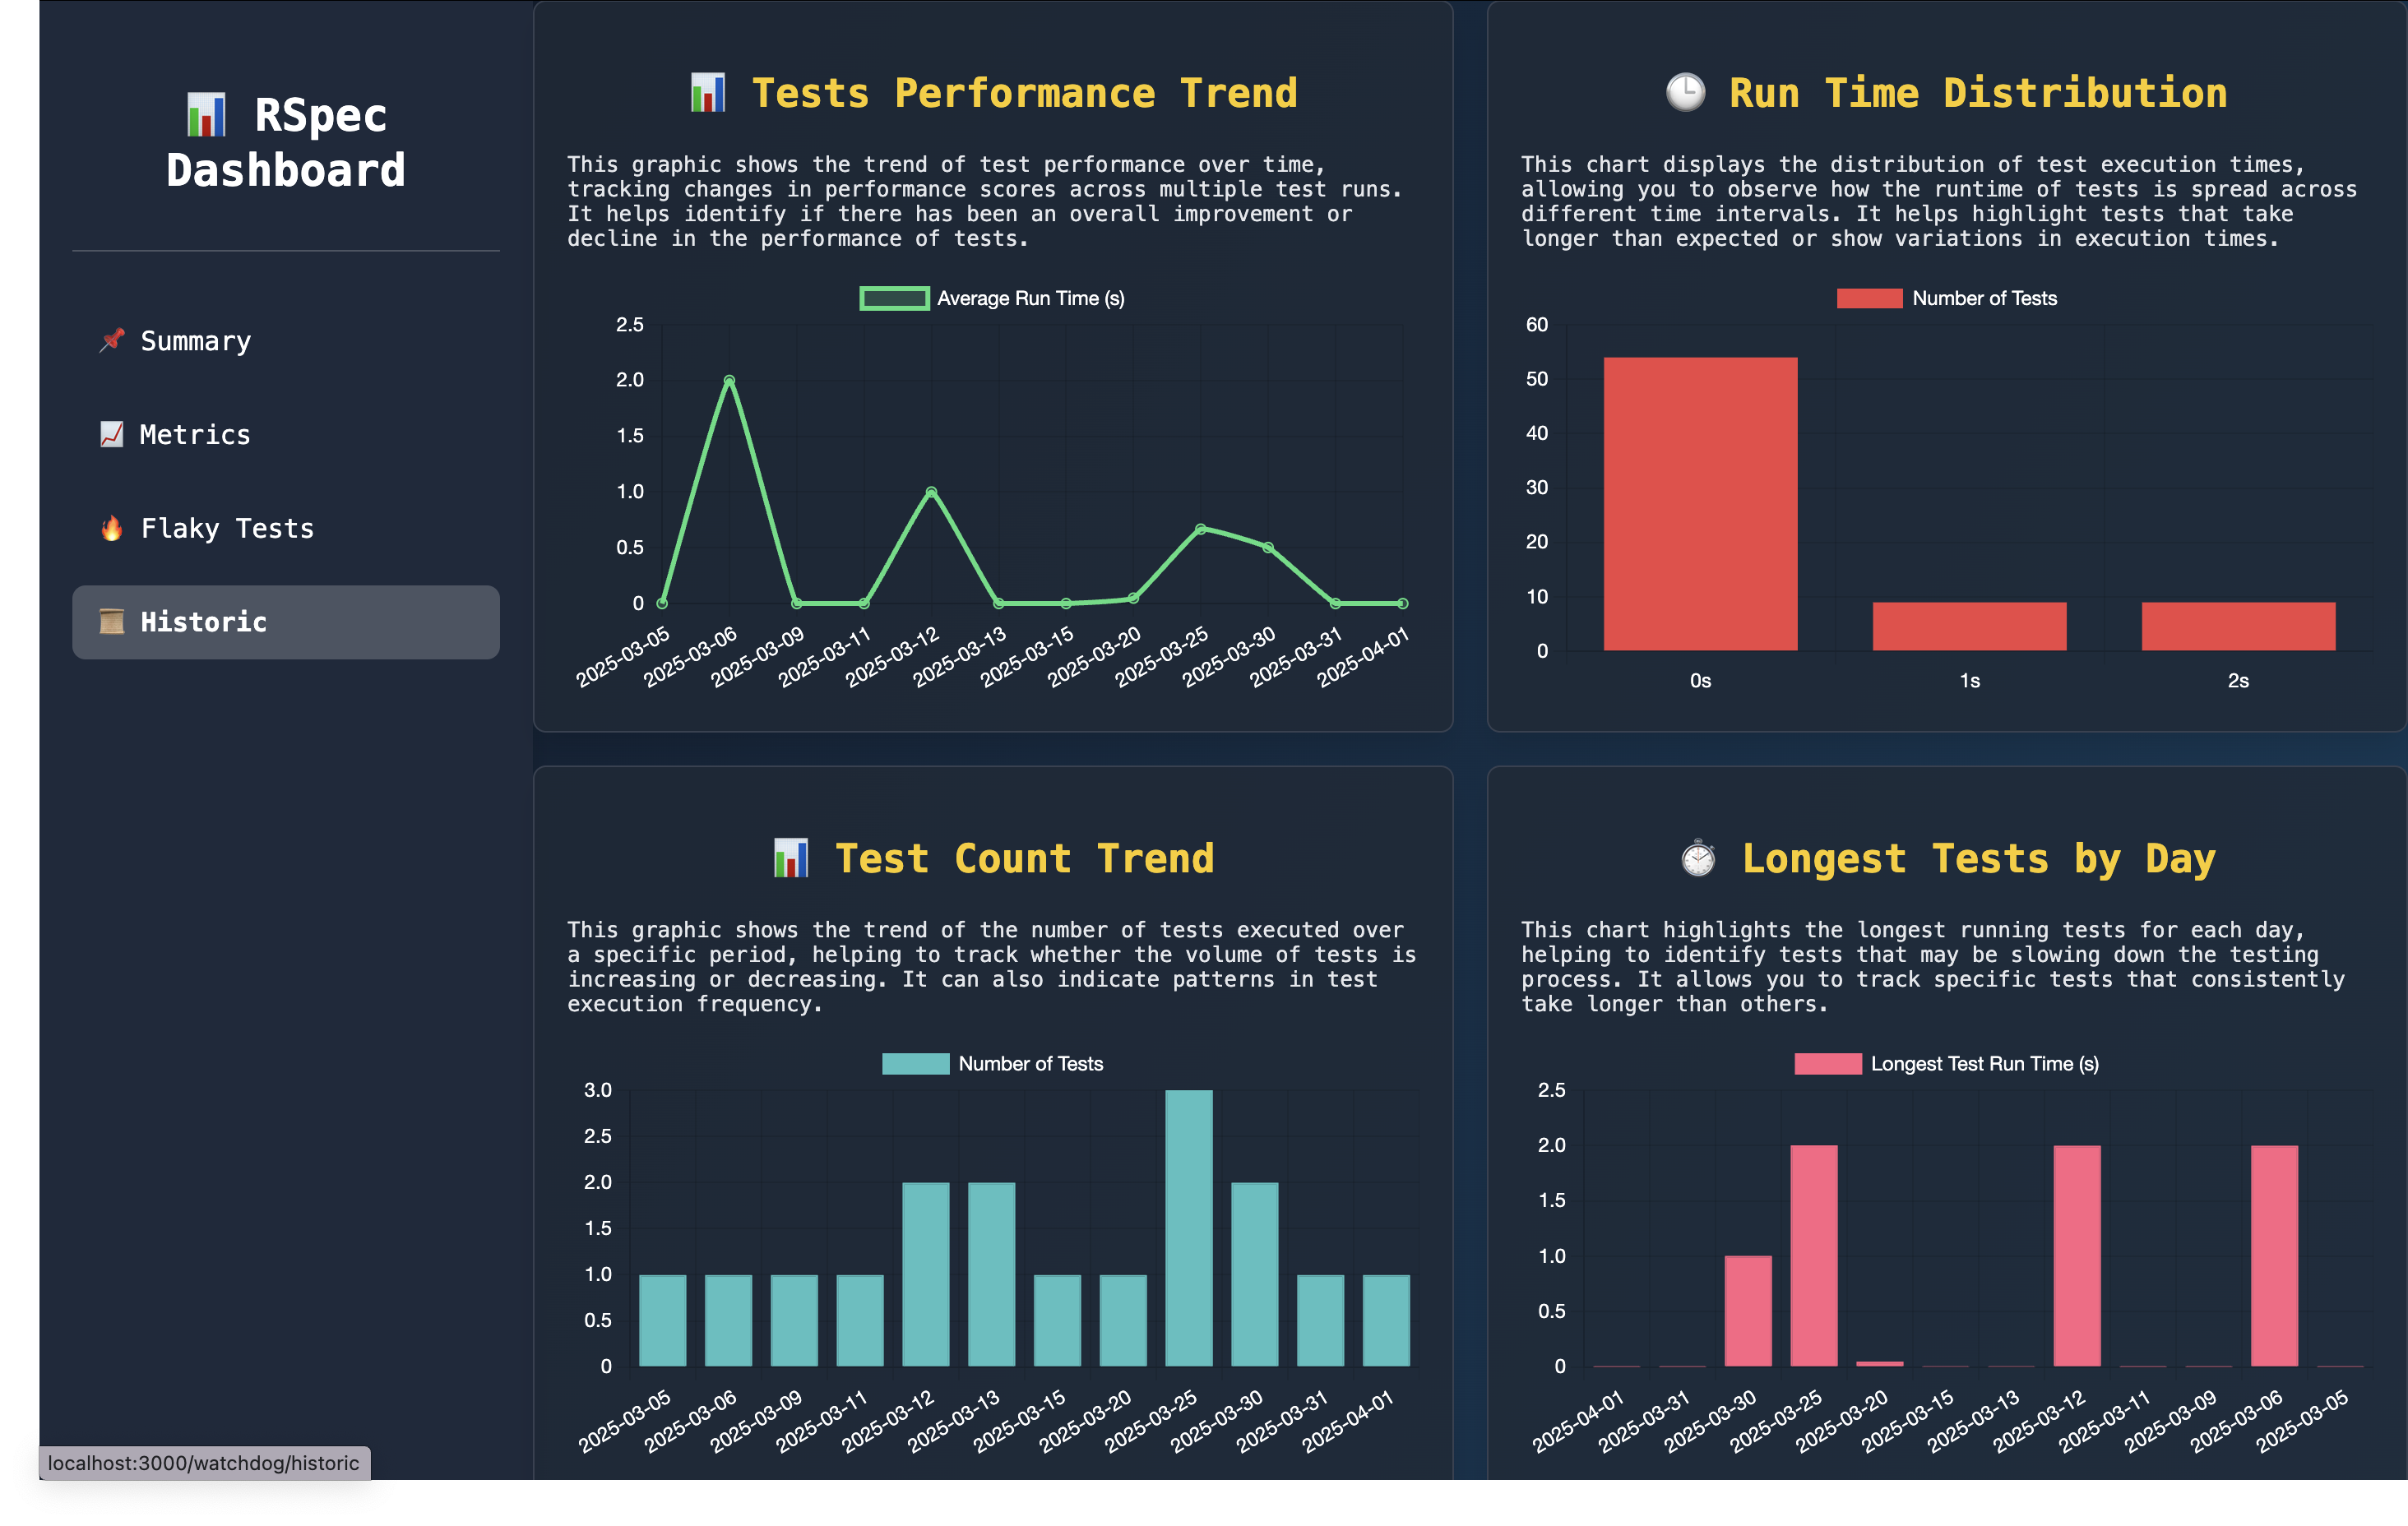 RSpec
Dashboard
Summary
Metrics
Flaky Tests
Historic
Tests Performance Trend
This graphic shows the trend of test performance over time,
tracking changes in performance scores across multiple test runs.
It helps identify if there has been an overall improvement or
decline in the performance of tests.
Average Run Time (s)
2.5
2.0
1.5
1.0
0.5
0
2025-03-05
2025-03-06
2025-03-09
2025-03-11
2025-03-12
2025-03-13
2025-03-15
2025-03-20
2025-03-25
2025-03-30
2025-03-31
2025-04-01
Run Time Distribution
This chart displays the distribution of test execution times,
allowing you to observe how the runtime of tests is spread across
different time intervals. It helps highlight tests that take
longer than expected or show variations in execution times.
Number of Tests
60
50
40
30
20
10
0
0s
1s
2s
Test Count Trend
This graphic shows the trend of the number of tests executed over
a specific period, helping to track whether the volume of tests is
increasing or decreasing. It can also indicate patterns in test
execution frequency.
Number of Tests
3.0
2.5
2.0
1.5
1.0
0.5
0
2025-03-05
2025-03-06
2025-03-09
2025-03-11
2025-03-12
2025-03-13
2025-03-15
2025-03-20
2025-03-25
2025-03-30
2025-03-31
2025-04-01
Longest Tests by Day
This chart highlights the longest running tests for each day,
helping to identify tests that may be slowing down the testing
process. It allows you to track specific tests that consistently
take longer than others.
Longest Test Run Time (s)
2.5
2.0
1.5
1.0
0.5
0
2025-04-01
2025-03-31
2025-03-30
2025-03-25
2025-03-20
2025-03-15
2025-03-13
2025-03-12
2025-03-11
2025-03-09
2025-03-06
2025-03-05
localhost:3000/watchdog/historic